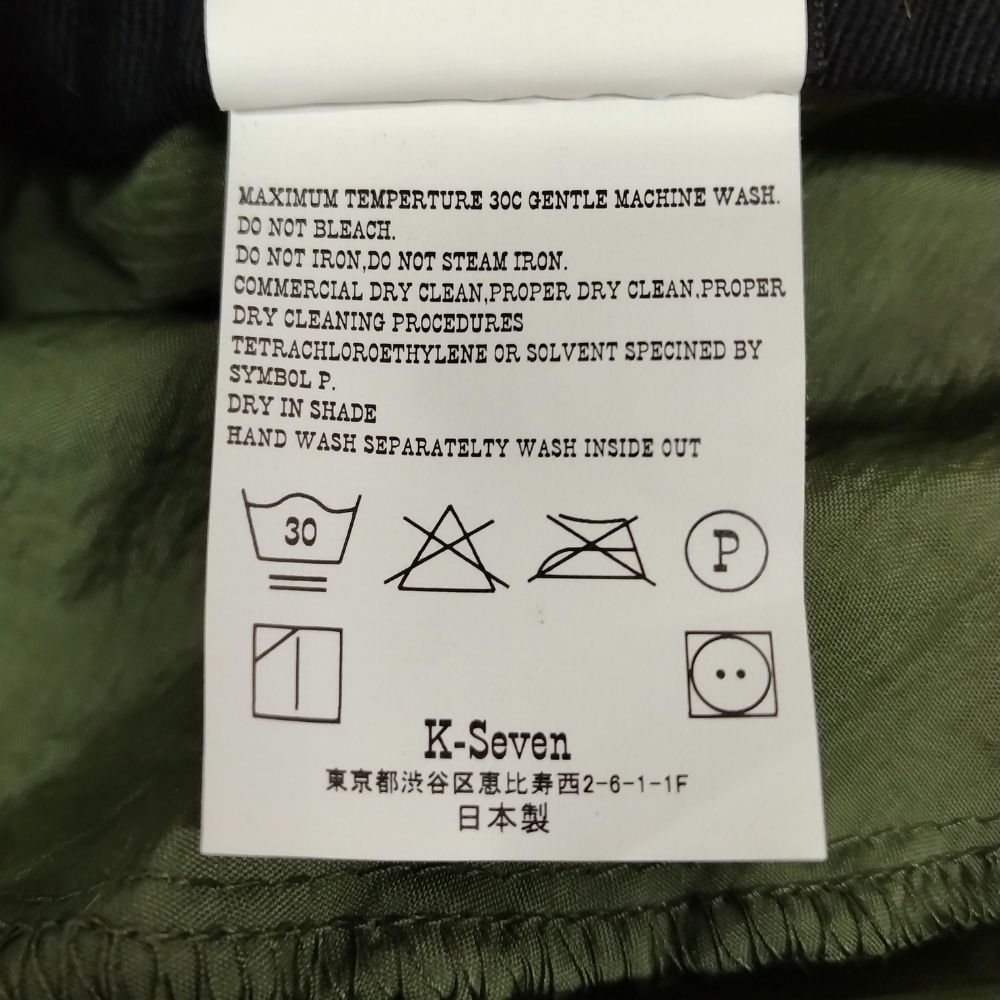 MAXIMUM TEMPERTURE 30C GENTLE MACHINE WASH.
DO NOT BLEACH.
DO NOT IRON,DO NOT STEAM IRON.
COMMERCIAL DRY CLEAN,PROPER DRY CLEAN,PROPER
DRY CLEANING PROCEDURES
TETRACHLOROETHYLENE OR SOLVENT SPECINED BY
SYMBOL P.
DRY IN SHADE
HAND WASH SEPARATELTY WASH INSIDE OUT
30
P
K-Seven
東京都渋谷区恵比寿西2-6-1-1F
日本製